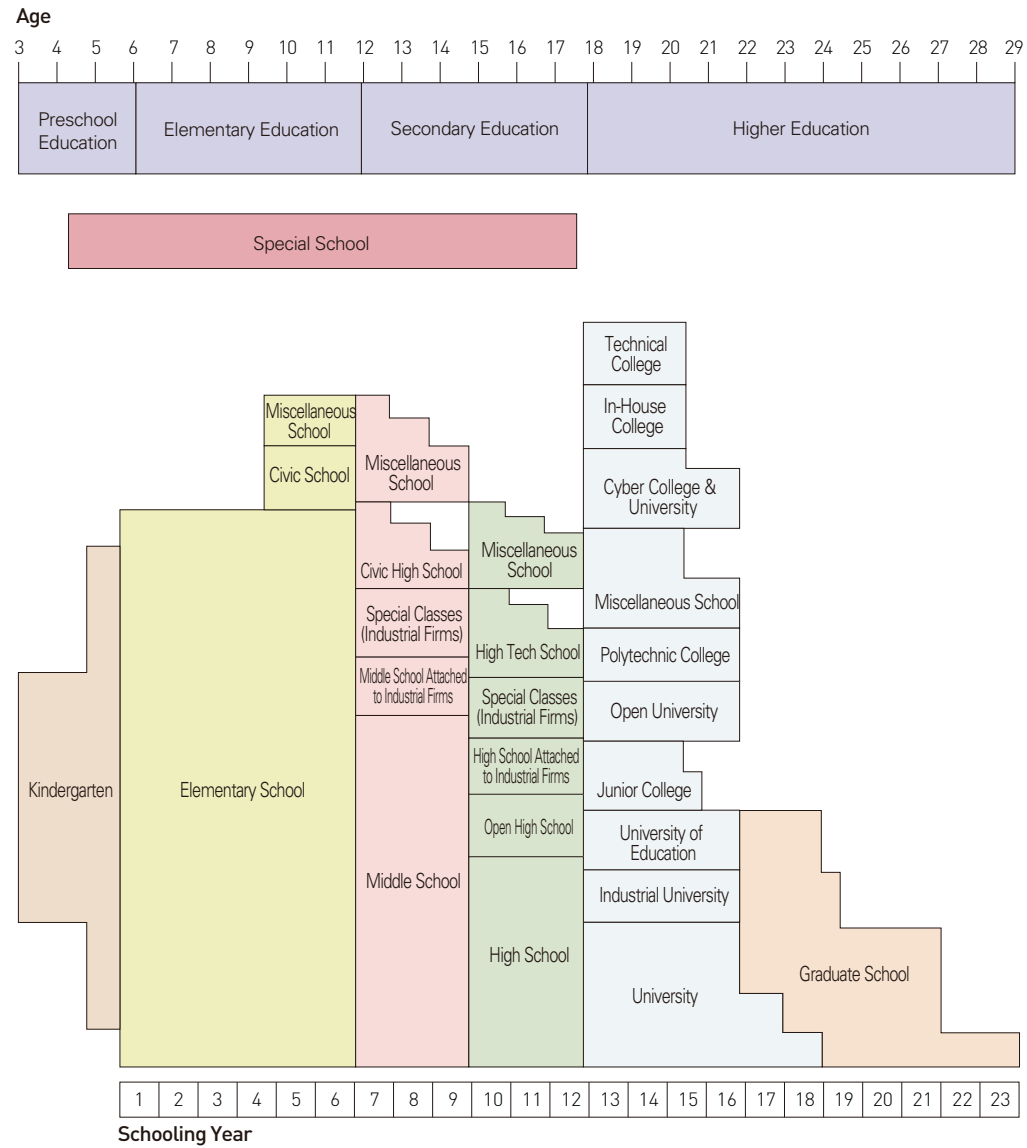 Age
3 4 5 6 7 8 9 10 11 12 13 14 15 16 17 18 19 20 21 22 23 24 25 26 27 28 29
Preschool
Education
Elementary Education
Secondary Education
Higher Education
Special School
Technical
College
In-House
College
Cyber College &
University
Miscellaneous School
Polytechnic College
Open University
Junior College
University of
Education
Industrial University
University
Graduate School
Miscellaneous
School
Civic School
Elementary School
Kindergarten
Miscellaneous
School
Civic High School
Special Classes
(Industrial Firms)
Middle School Attached
to Industrial Firms
Middle School
Miscellaneous
School
High Tech School
Special Classes
(Industrial Firms)
High School Attached
to Industrial Firms
Open High School
High School
1 2 3 4 5 6 7 8 9 10 11 12 13 14 15 16 17 18 19 20 21 22 23
Schooling Year